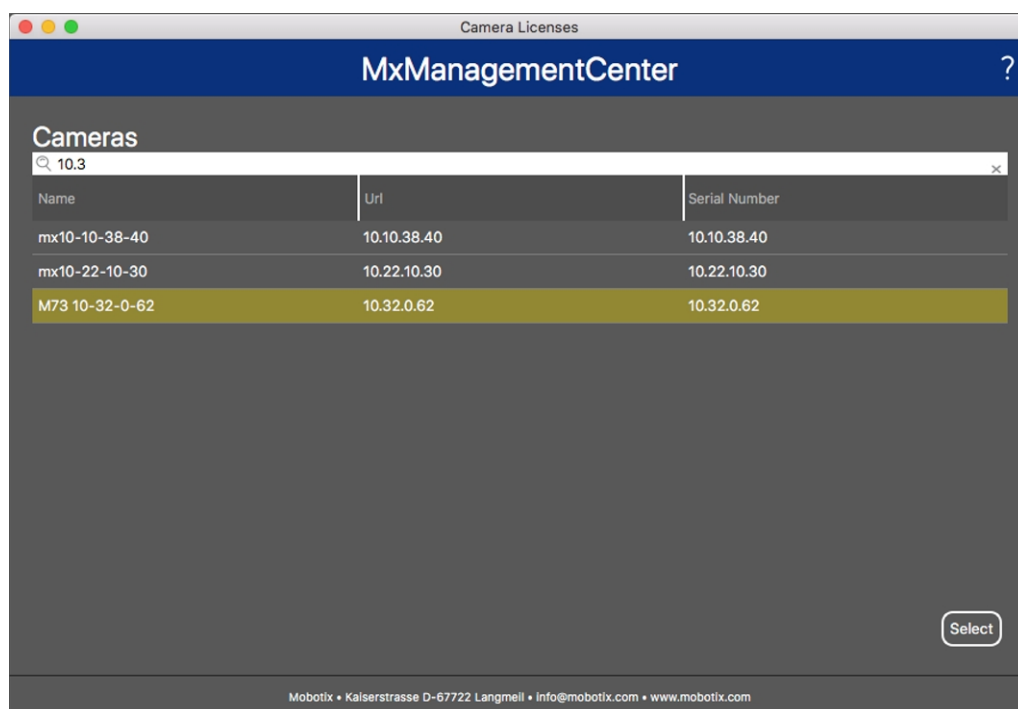 Camera Licenses
MxManagementCenter ?
Cameras
10.3 ×
Name Url Serial Number
mx10-10-38-40 10.10.38.40 10.10.38.40
mx10-22-10-30 10.22.10.30 10.22.10.30
M73 10-32-0-62 10.32.0.62 10.32.0.62
Select
Mobotix • Kaiserstrasse D-67722 Langmeil • info@mobotix.com • www.mobotix.com